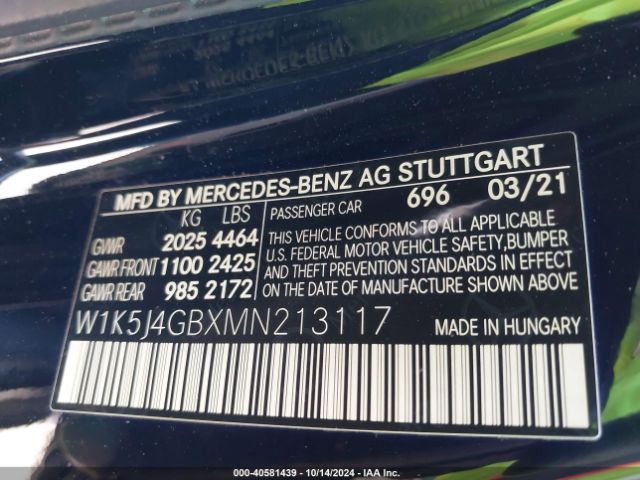 MFD BY MERCEDES-BENZ AG STUTTGART
KG LBS PASSENGER CAR 696 03/21
GVWR 2025 4464
GAWR FRONT 1100 2425
GAWR REAR 985 2172
THIS VEHICLE CONFORMS TO ALL APPLICABLE
U.S. FEDERAL MOTOR VEHICLE SAFETY, BUMPER
AND THEFT PREVENTION STANDARDS IN EFFECT
ON THE DATE OF MANUFACTURE SHOWN ABOVE
W1K5J4GBXMN213117 MADE IN HUNGARY
000-40581439 • 10/14/2024 • IAA Inc.